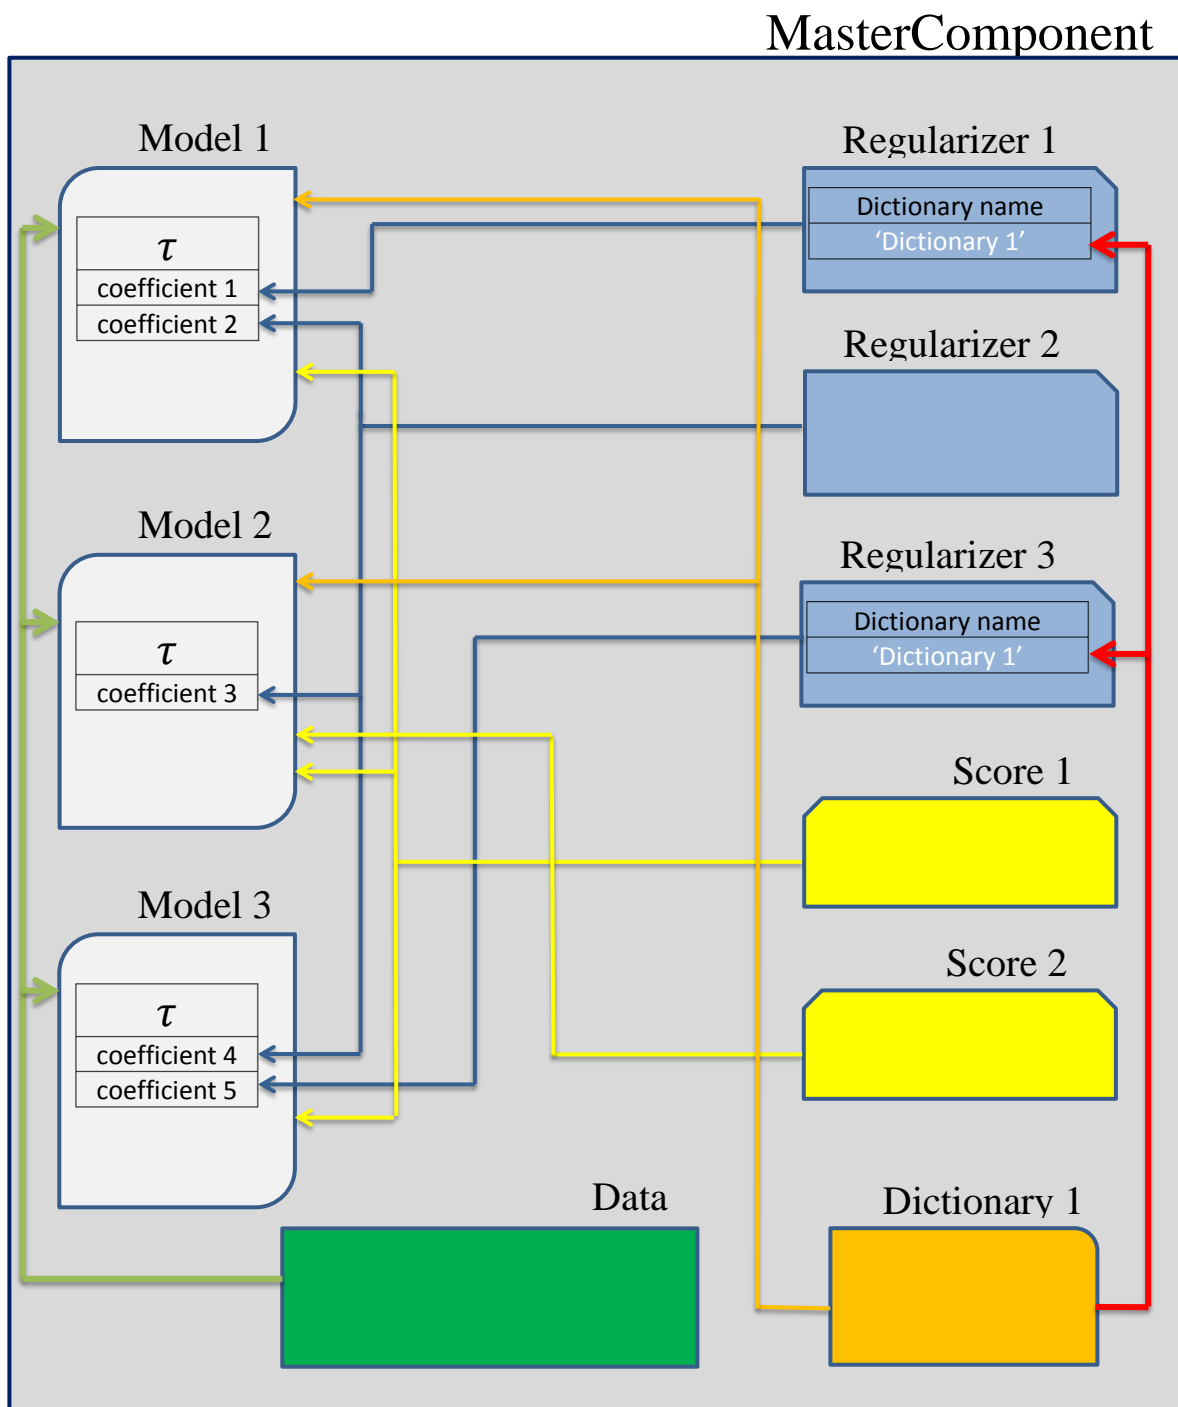 MasterComponent
Model 1
τ
coefficient 1
coefficient 2
Model 2
τ
coefficient 3
Model 3
τ
coefficient 4
coefficient 5
Regularizer 1
Dictionary name
‘Dictionary 1’
Regularizer 2
Regularizer 3
Dictionary name
‘Dictionary 1’
Score 1
Score 2
Data
Dictionary 1